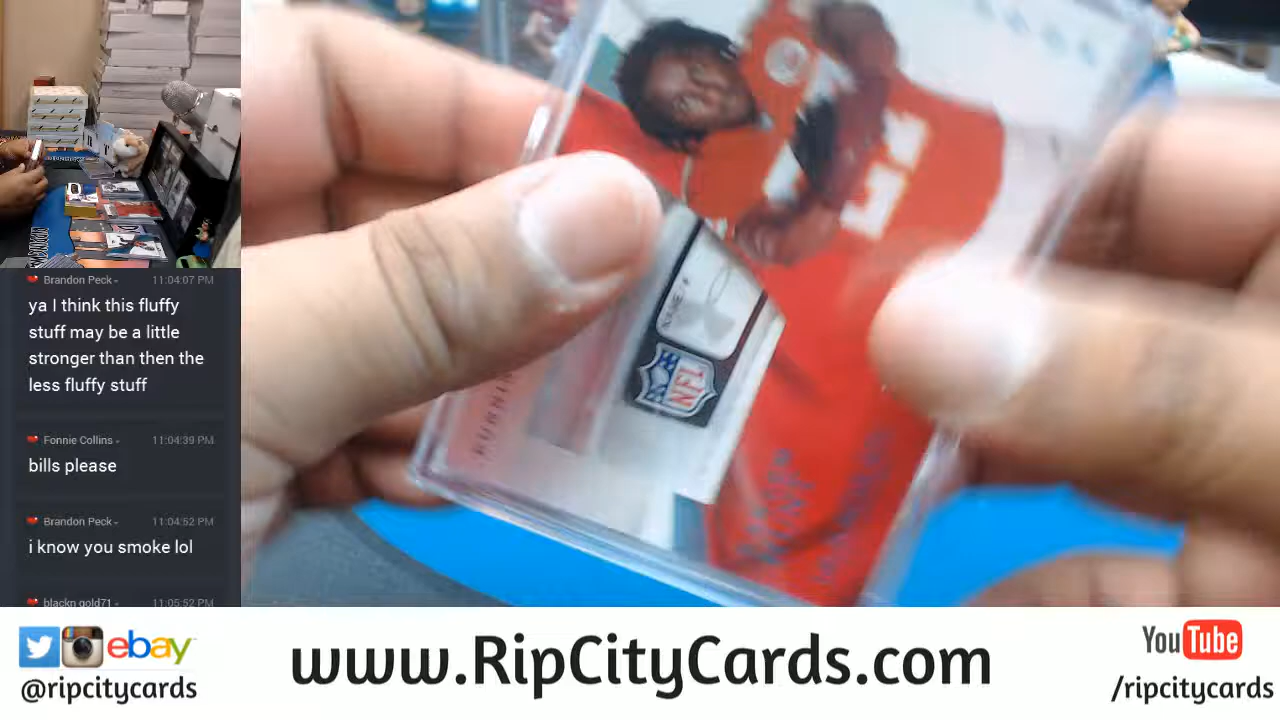 Brandon Peck 11:04:07 PM
ya I think this fluffy
stuff may be a little
stronger than then the
less fluffy stuff
Fonnie Collins 11:04:39 PM
bills please
Brandon Peck 11:04:52 PM
i know you smoke lol
blackn gold71 11:05:52 PM
NFL
ebay
@ripcitycards
www.RipCityCards.com
YouTube
/ripcitycards